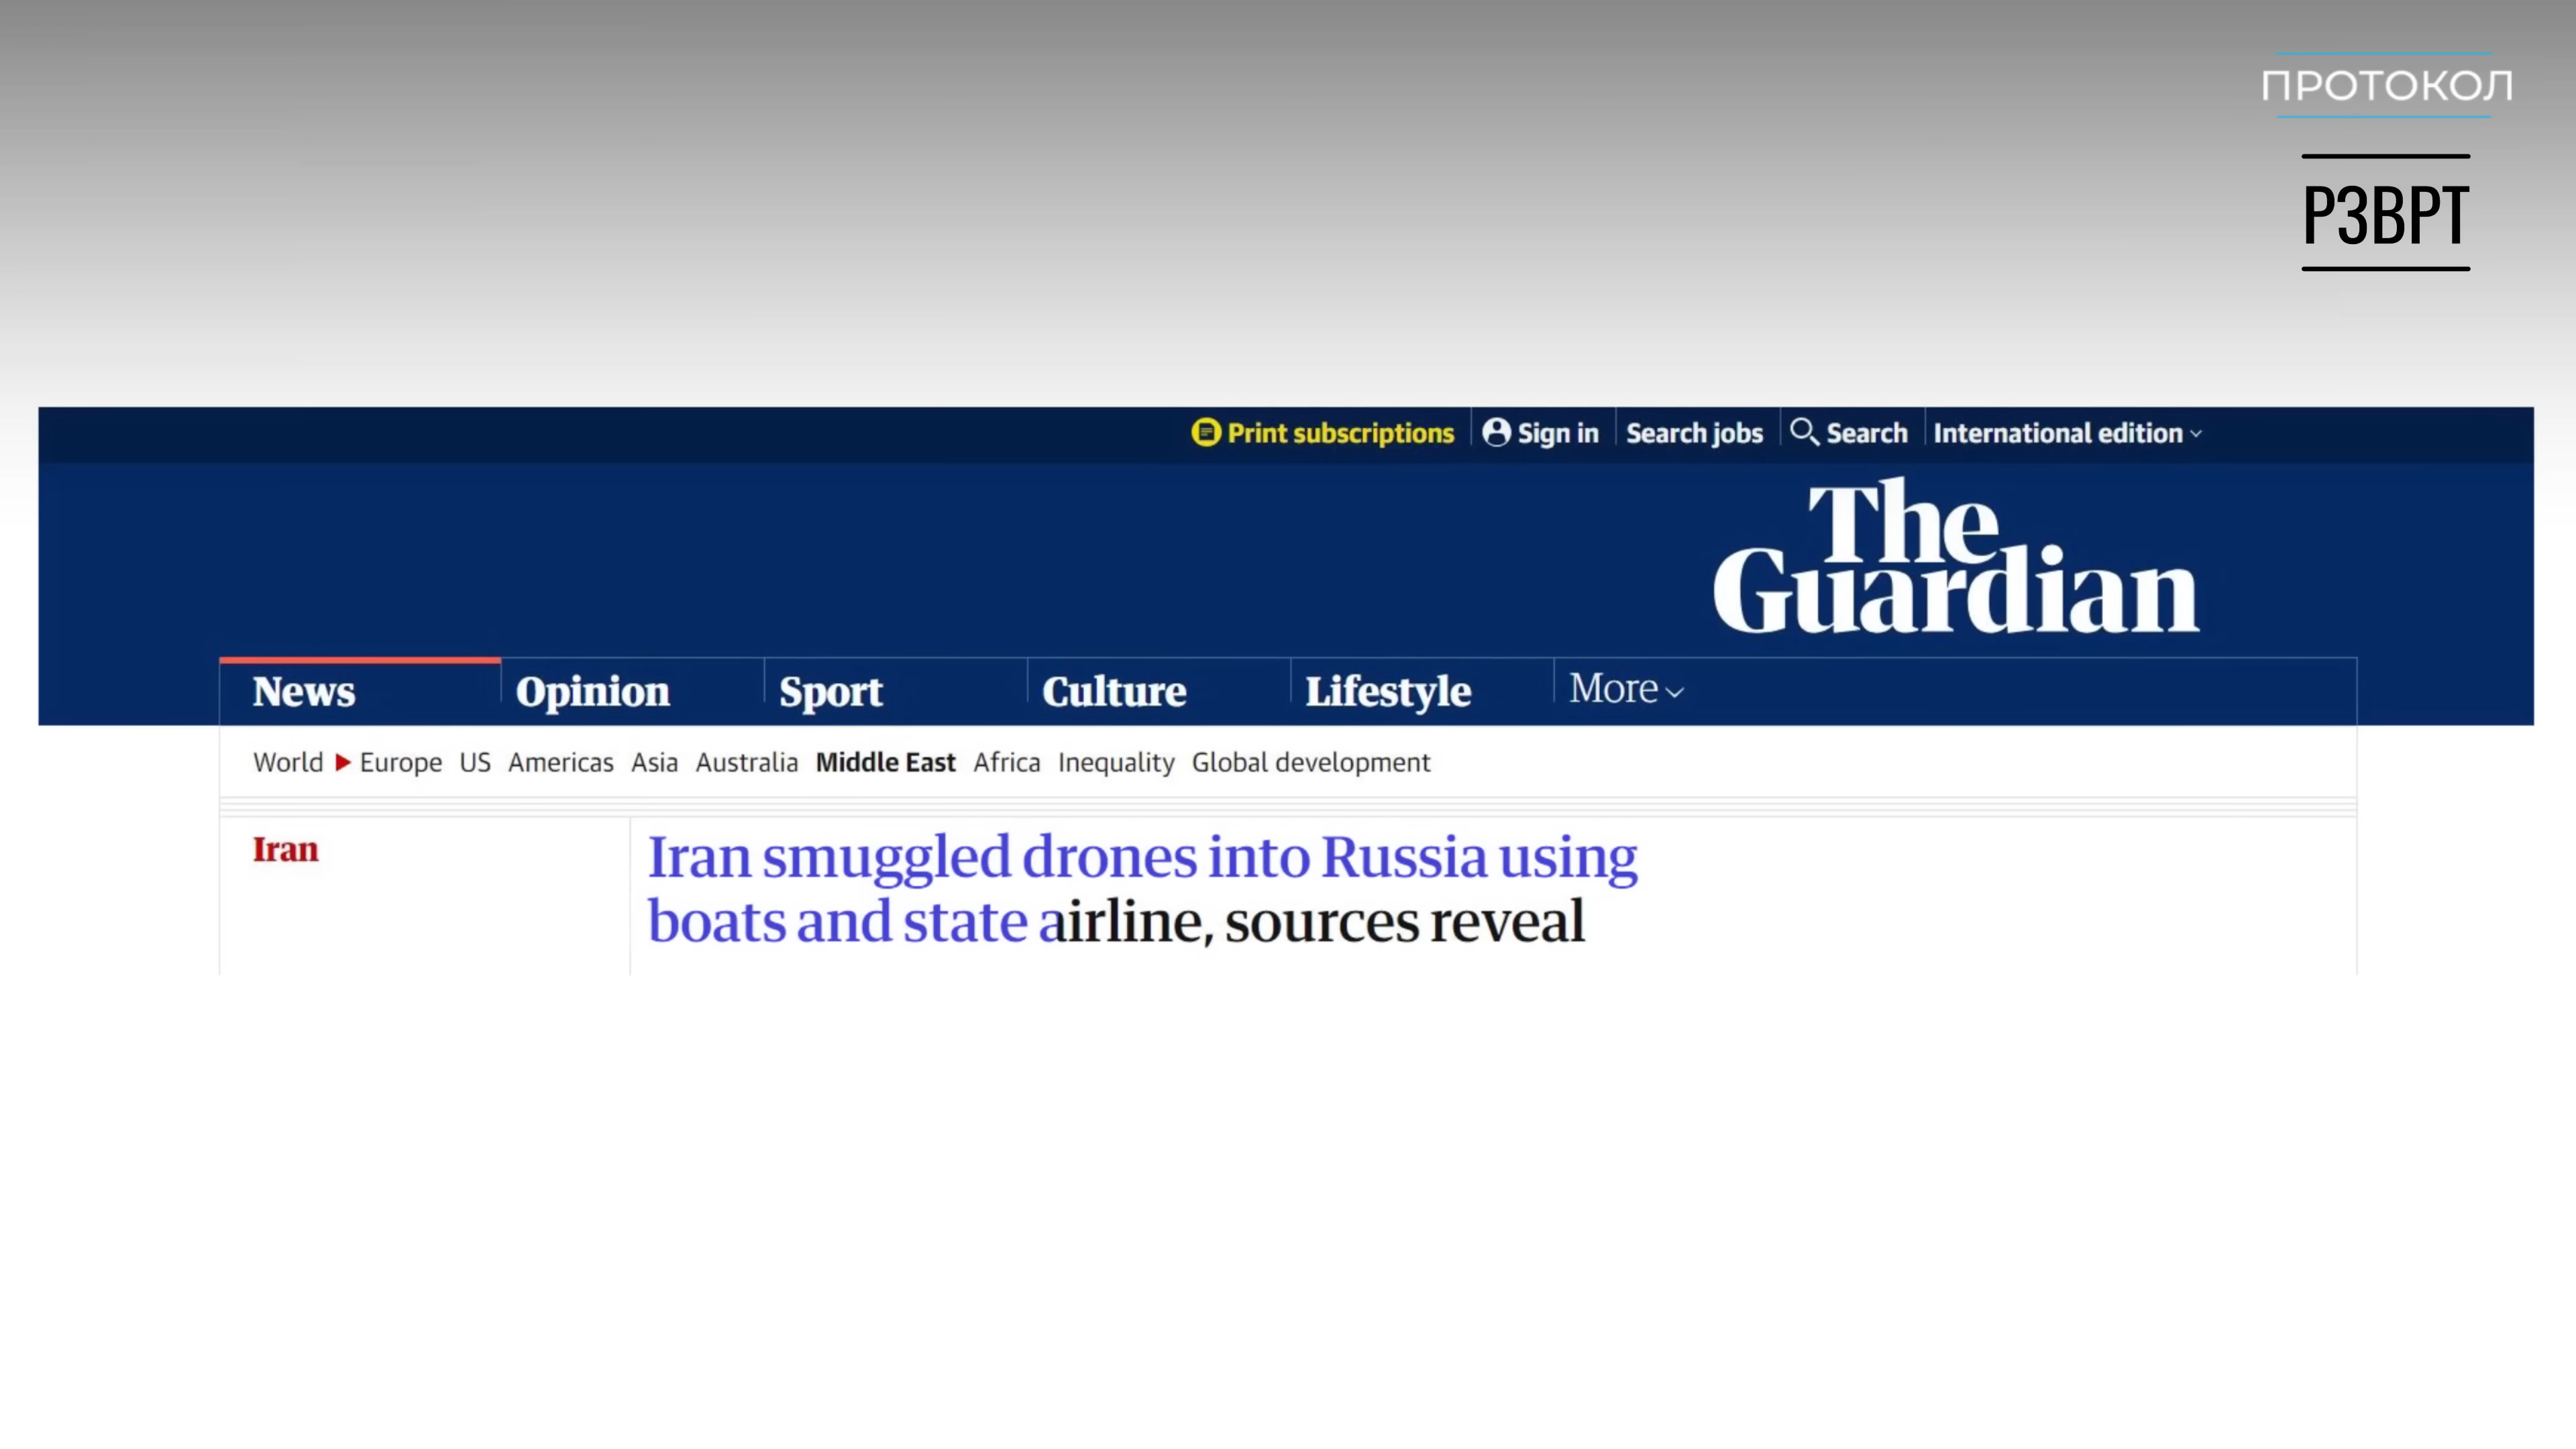 ПРОТОКОЛ
РЗВРТ
Print subscriptions Sign in Search jobs Search International edition
The
Guardian
News Opinion Sport Culture Lifestyle More
World Europe US Americas Asia Australia Middle East Africa Inequality Global development
Iran
Iran smuggled drones into Russia using
boats and state airline, sources reveal